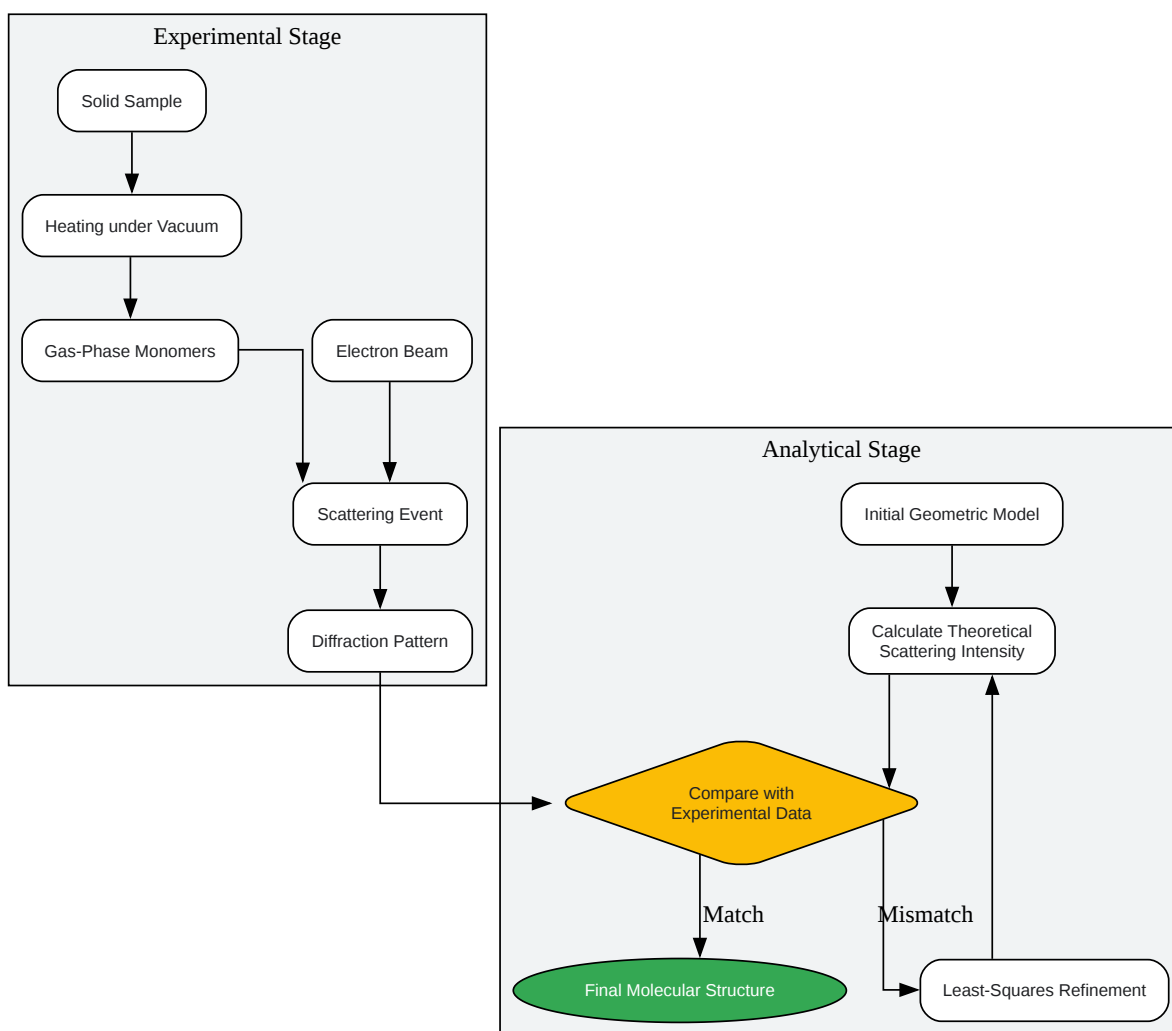 Experimental Stage
Solid Sample
Heating under Vacuum
Gas-Phase Monomers
Electron Beam
Scattering Event
Diffraction Pattern
Analytical Stage
Initial Geometric Model
Calculate Theoretical
Scattering Intensity
Compare with
Experimental Data
Match
Mismatch
Final Molecular Structure
Least-Squares Refinement